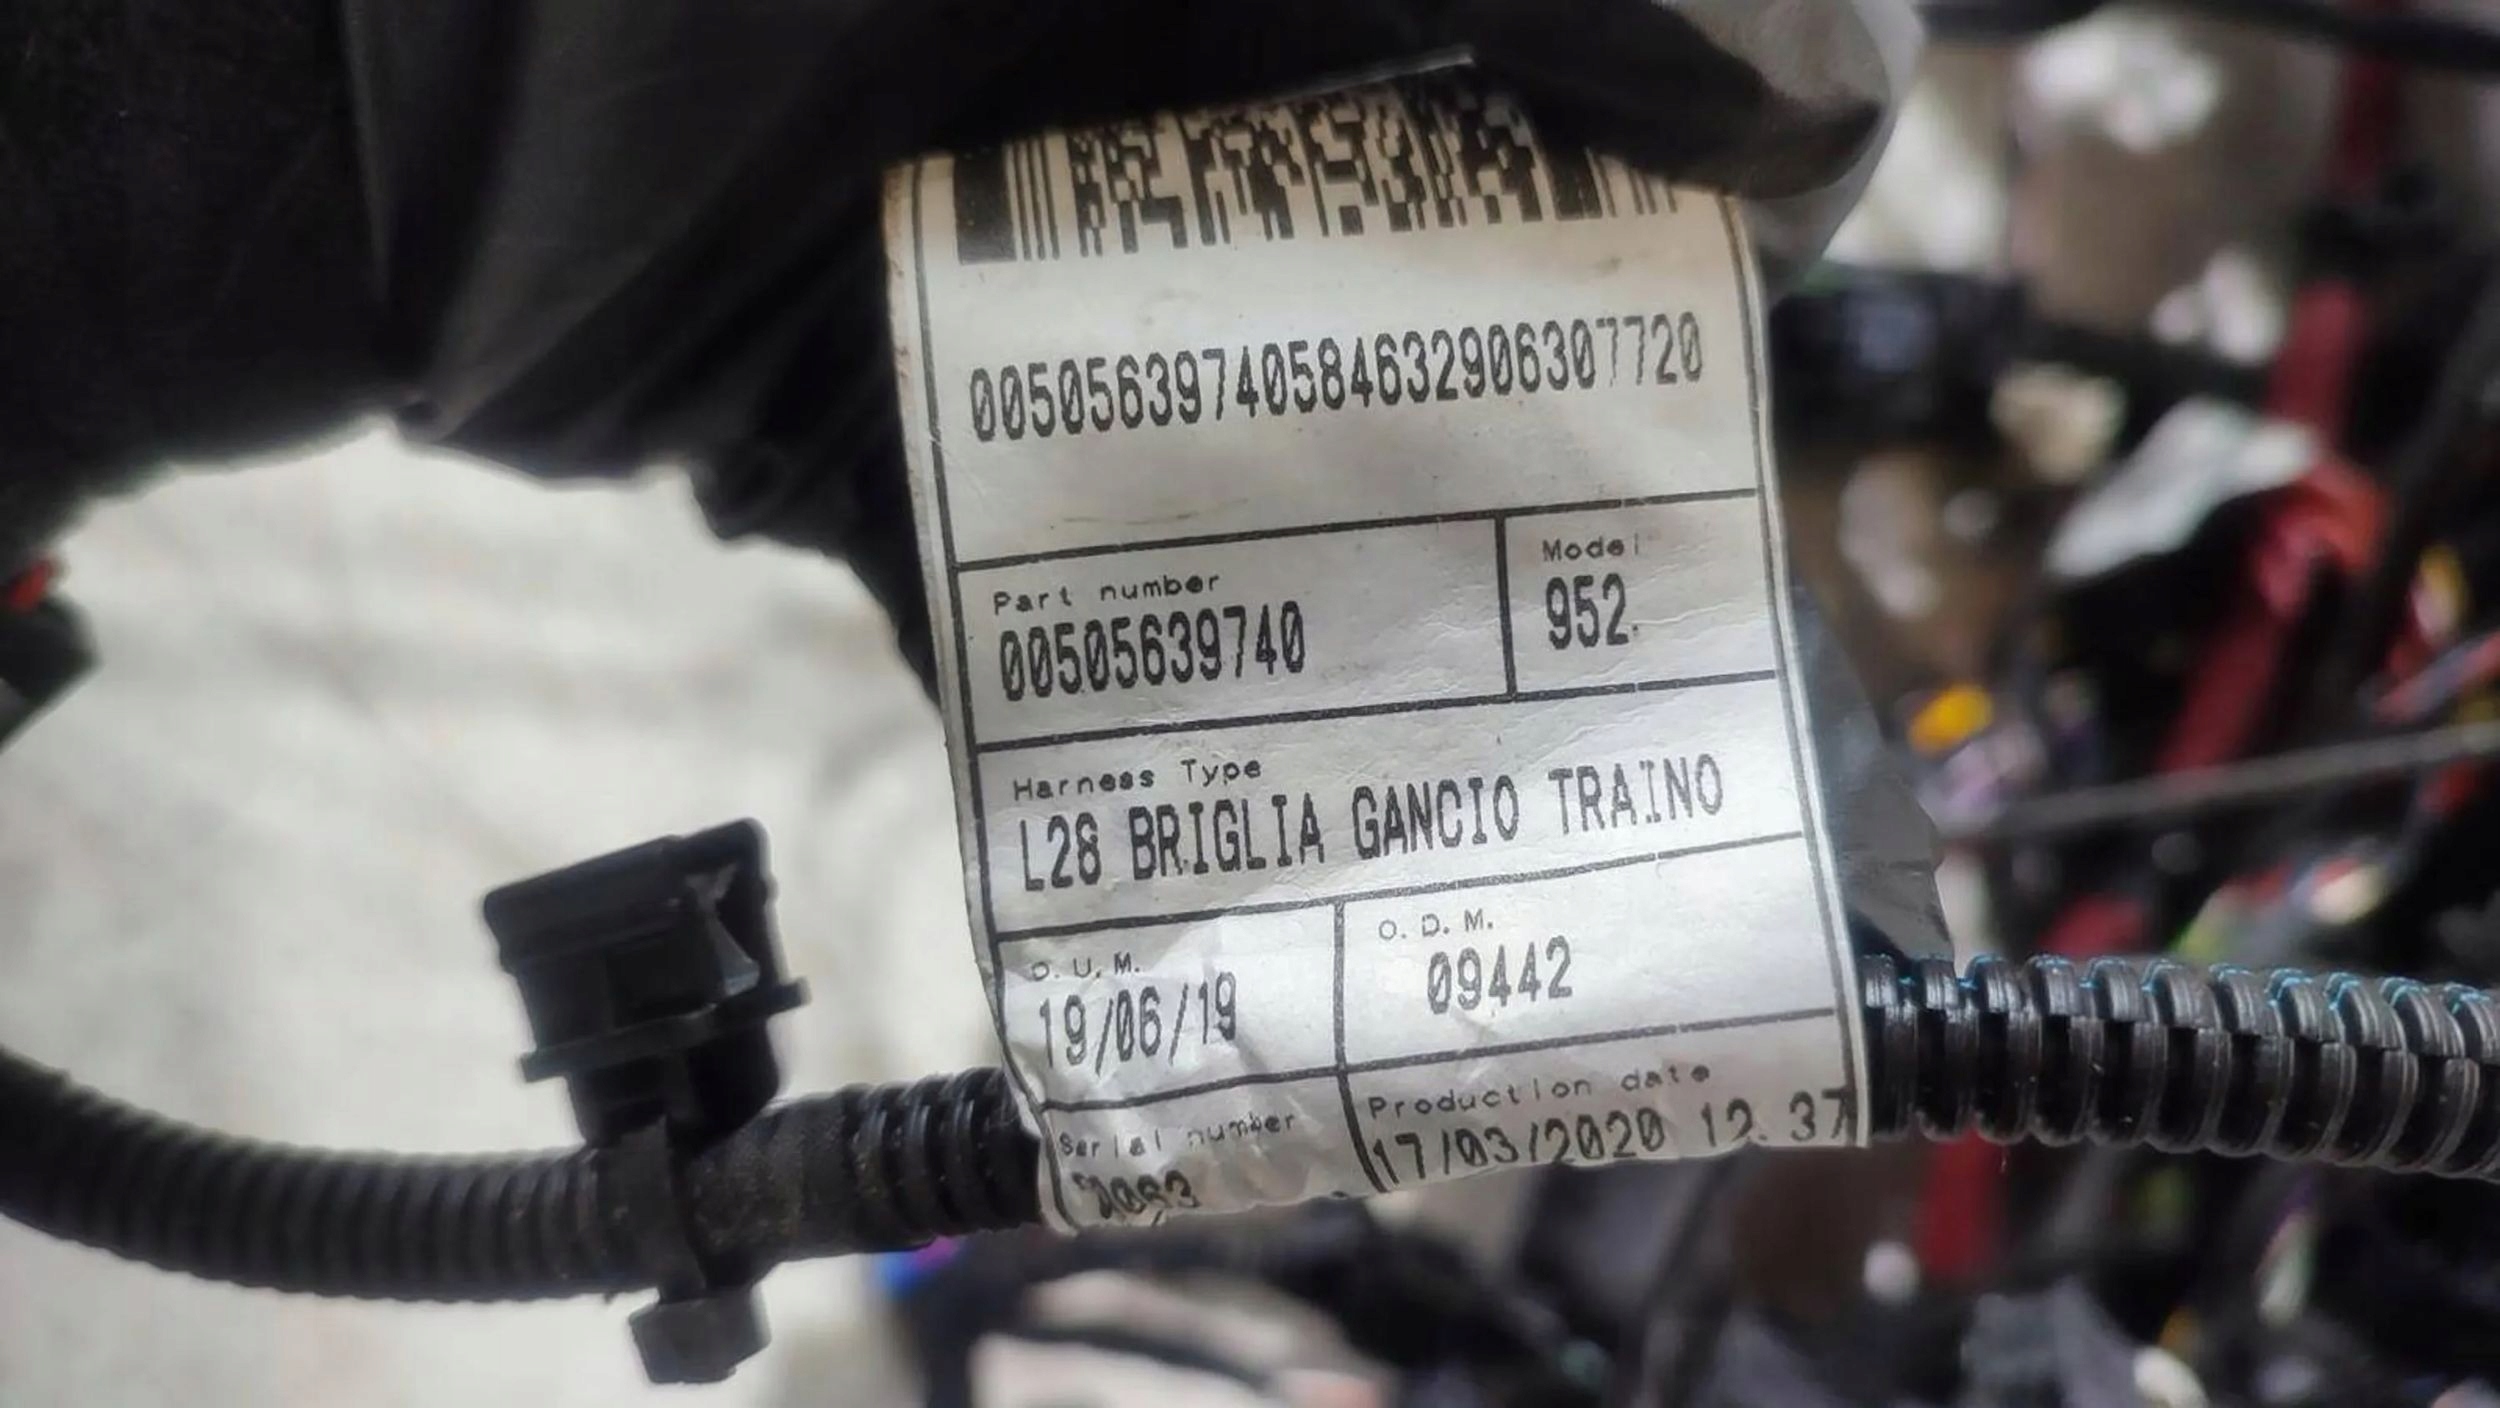 00505639740584632906307720
Part number
00505639740
Model
952.
Harness Type
L28 BRIGLIA GANCIO TRAINO
O. U. M.
19/06/19
O. D. M.
09442
Serial number
Production date
17/03/2020 12.37